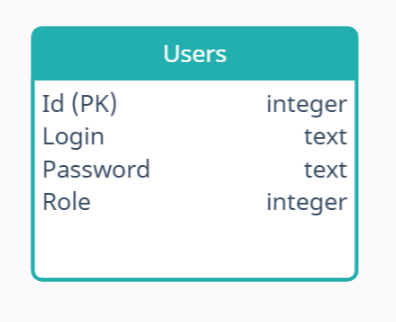 Users
Id (PK) integer
Login text
Password text
Role integer